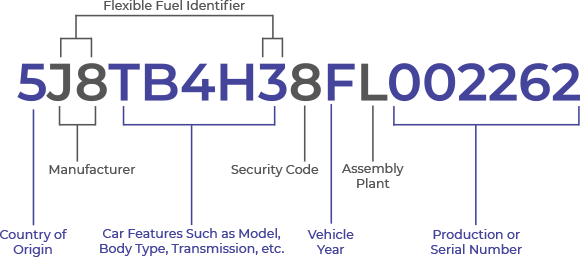 Flexible Fuel Identifier
5J8TB4H38FL002262
Manufacturer
Security Code
Assembly
Plant
Country of
Origin
Car Features Such as Model,
Body Type, Transmission, etc.
Vehicle
Year
Production or
Serial Number